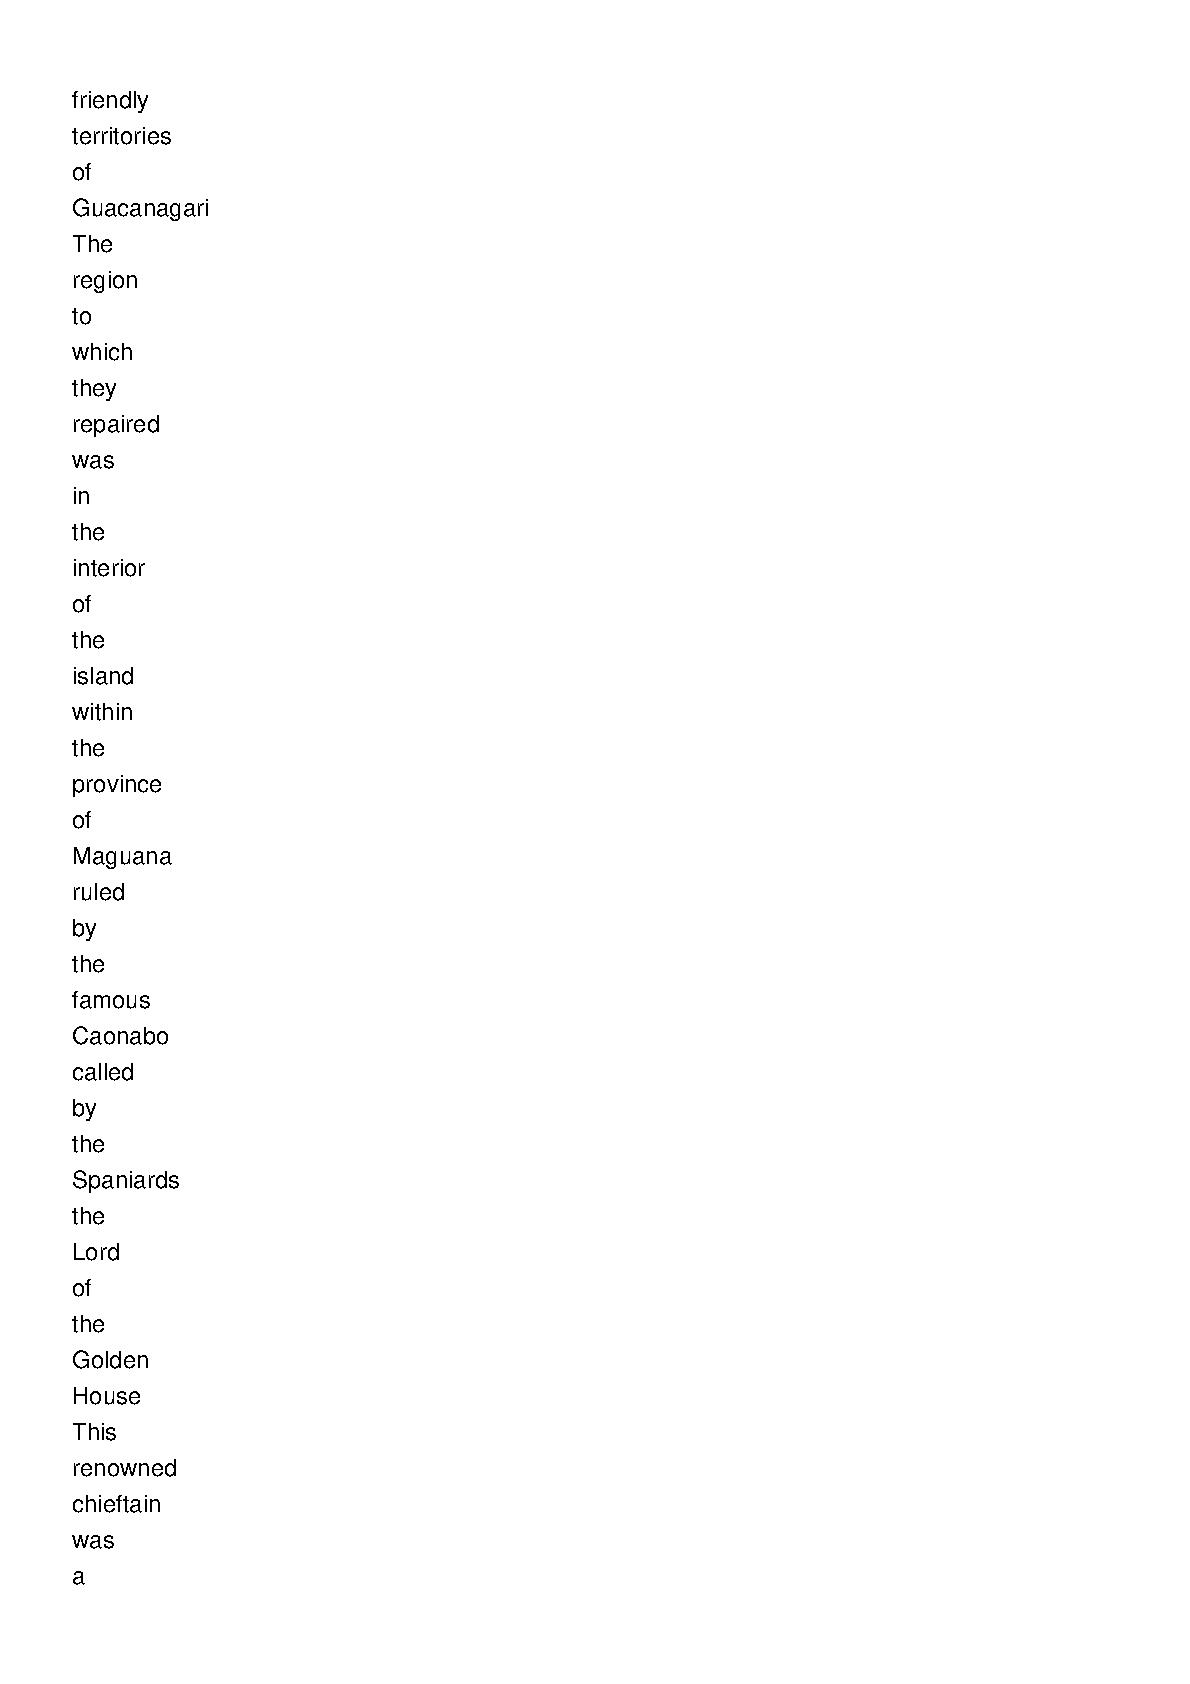 friendly
territories
of
Guacanagari
The
region
to
which
they
repaired
was
in
the
interior
of
the
island
within
the
province
of
Maguana
ruled
by
the
famous
Caonabo
called
by
the
Spaniards
the
Lord
of
the
Golden
House
This
renowned
chieftain
was
a